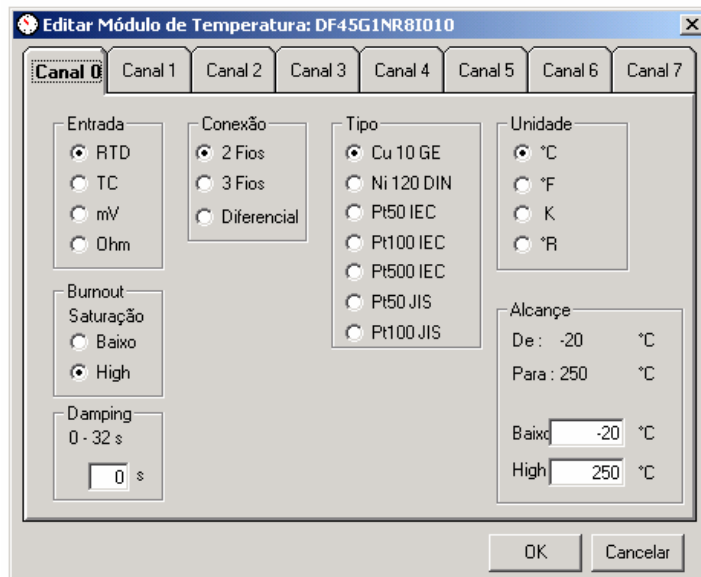 Editar Módulo de Temperatura: DF45G1NR8I010
Canal 0 Canal 1 Canal 2 Canal 3 Canal 4 Canal 5 Canal 6 Canal 7
Entrada
RTD
TC
mV
Ohm
Conexão
2 Fios
3 Fios
Diferencial
Tipo
Cu 10 GE
Ni 120 DIN
Pt50 IEC
Pt100 IEC
Pt500 IEC
Pt50 JIS
Pt100 JIS
Unidade
°C
°F
K
°R
Burnout
Saturação
Baixo
High
Damping
0 - 32 s
0 s
Alcançe
De : -20 °C
Para : 250 °C
Baixo -20 °C
High 250 °C
OK Cancelar